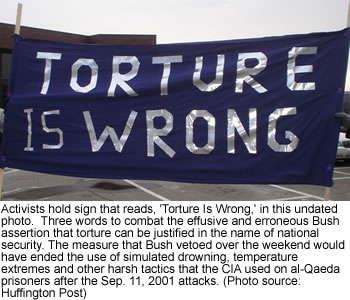 TORTURE
IS WRONG
Activists hold sign that reads, 'Torture Is Wrong,' in this undated
photo.  Three words to combat the effusive and erroneous Bush
assertion that torture can be justified in the name of national
security. The measure that Bush vetoed over the weekend would
have ended the use of simulated drowning, temperature
extremes and other harsh tactics that the CIA used on al-Qaeda
prisoners after the Sep. 11, 2001 attacks. (Photo source:
Huffington Post)